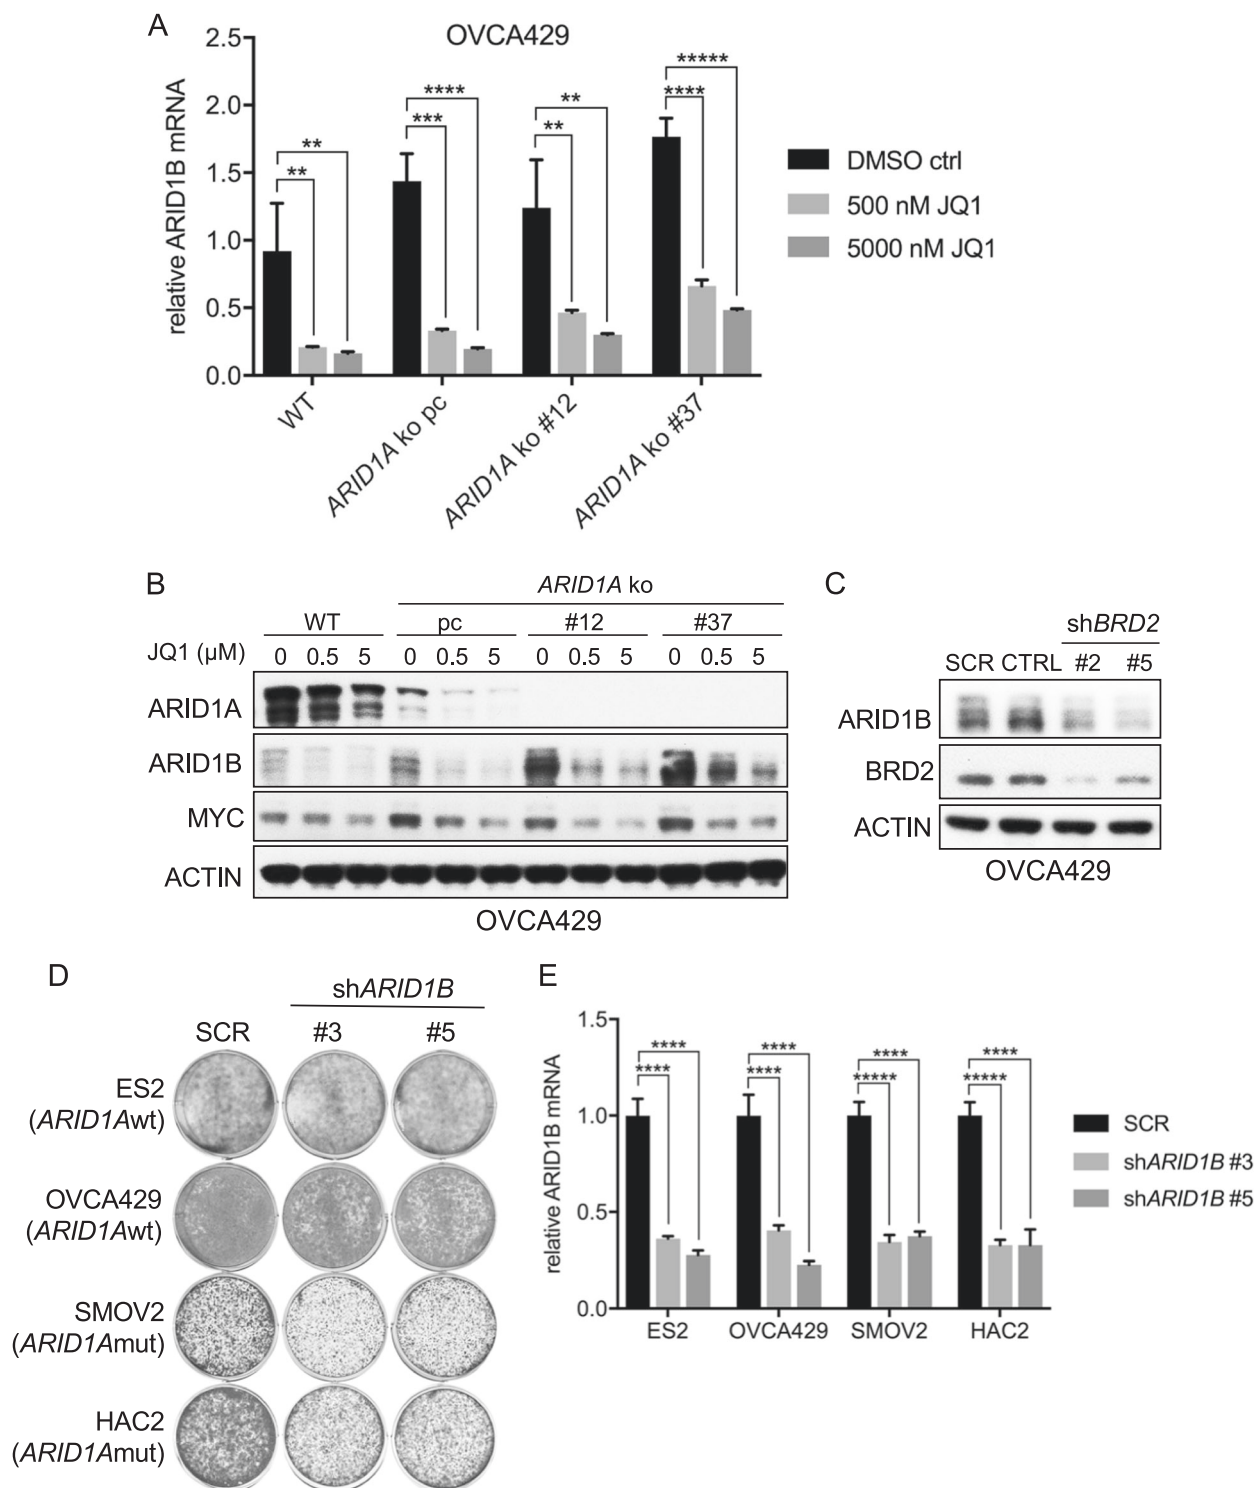 A
OVCA429
relative ARID1B mRNA
2.5
2.0
1.5
1.0
0.5
0.0
**
**
***
****
**
**
****
*****
DMSO ctrl
500 nM JQ1
5000 nM JQ1
WT
ARID1A ko pc
ARID1A ko #12
ARID1A ko #37
B
ARID1A ko
WT pc #12 #37
JQ1 (μM) 0 0.5 5 0 0.5 5 0 0.5 5 0 0.5 5
ARID1A
ARID1B
MYC
ACTIN
OVCA429
C
shBRD2
SCR CTRL #2 #5
ARID1B
BRD2
ACTIN
OVCA429
D
shARID1B
SCR #3 #5
ES2
(ARID1Awt)
OVCA429
(ARID1Awt)
SMOV2
(ARID1Amut)
HAC2
(ARID1Amut)
E
relative ARID1B mRNA
1.5
1.0
0.5
0.0
****
****
****
****
****
*****
****
*****
ES2 OVCA429 SMOV2 HAC2
SCR
shARID1B #3
shARID1B #5